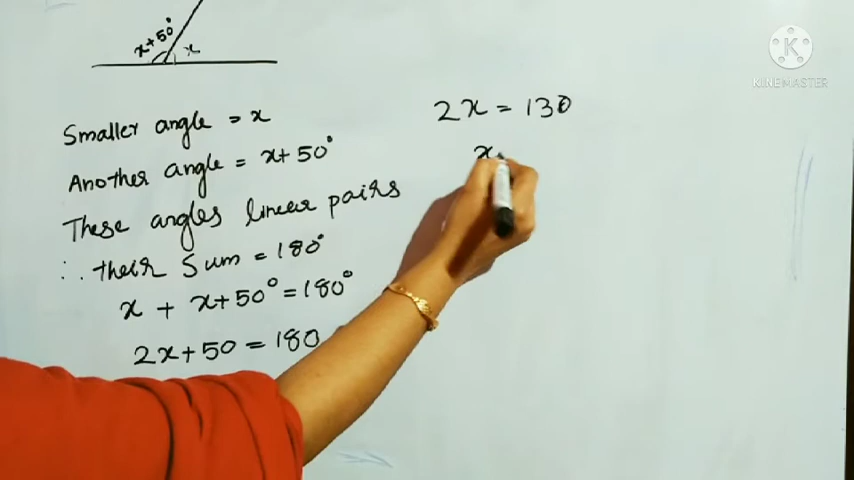 x+50°
x
Smaller angle = x
Another angle = x+50°
These angles linear pairs
∴ their Sum = 180°
x + x+50° = 180°
2x+50 = 180
2x = 130
x
K
KINEMASTER